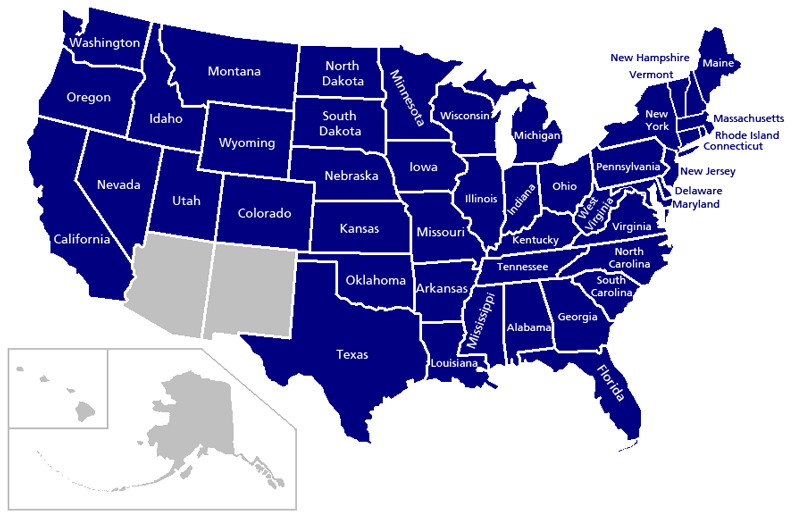 Washington
Oregon
California
Nevada
Idaho
Montana
Wyoming
Utah
Colorado
North
Dakota
South
Dakota
Nebraska
Kansas
Oklahoma
Texas
Minnesota
Iowa
Missouri
Arkansas
Louisiana
Wisconsin
Illinois
Michigan
Indiana
Ohio
Kentucky
Tennessee
Mississippi
Alabama
Georgia
Florida
South
Carolina
North
Carolina
Virginia
West
Virginia
Pennsylvania
New
York
New Hampshire
Vermont
Maine
Massachusetts
Rhode Island
Connecticut
New Jersey
Delaware
Maryland